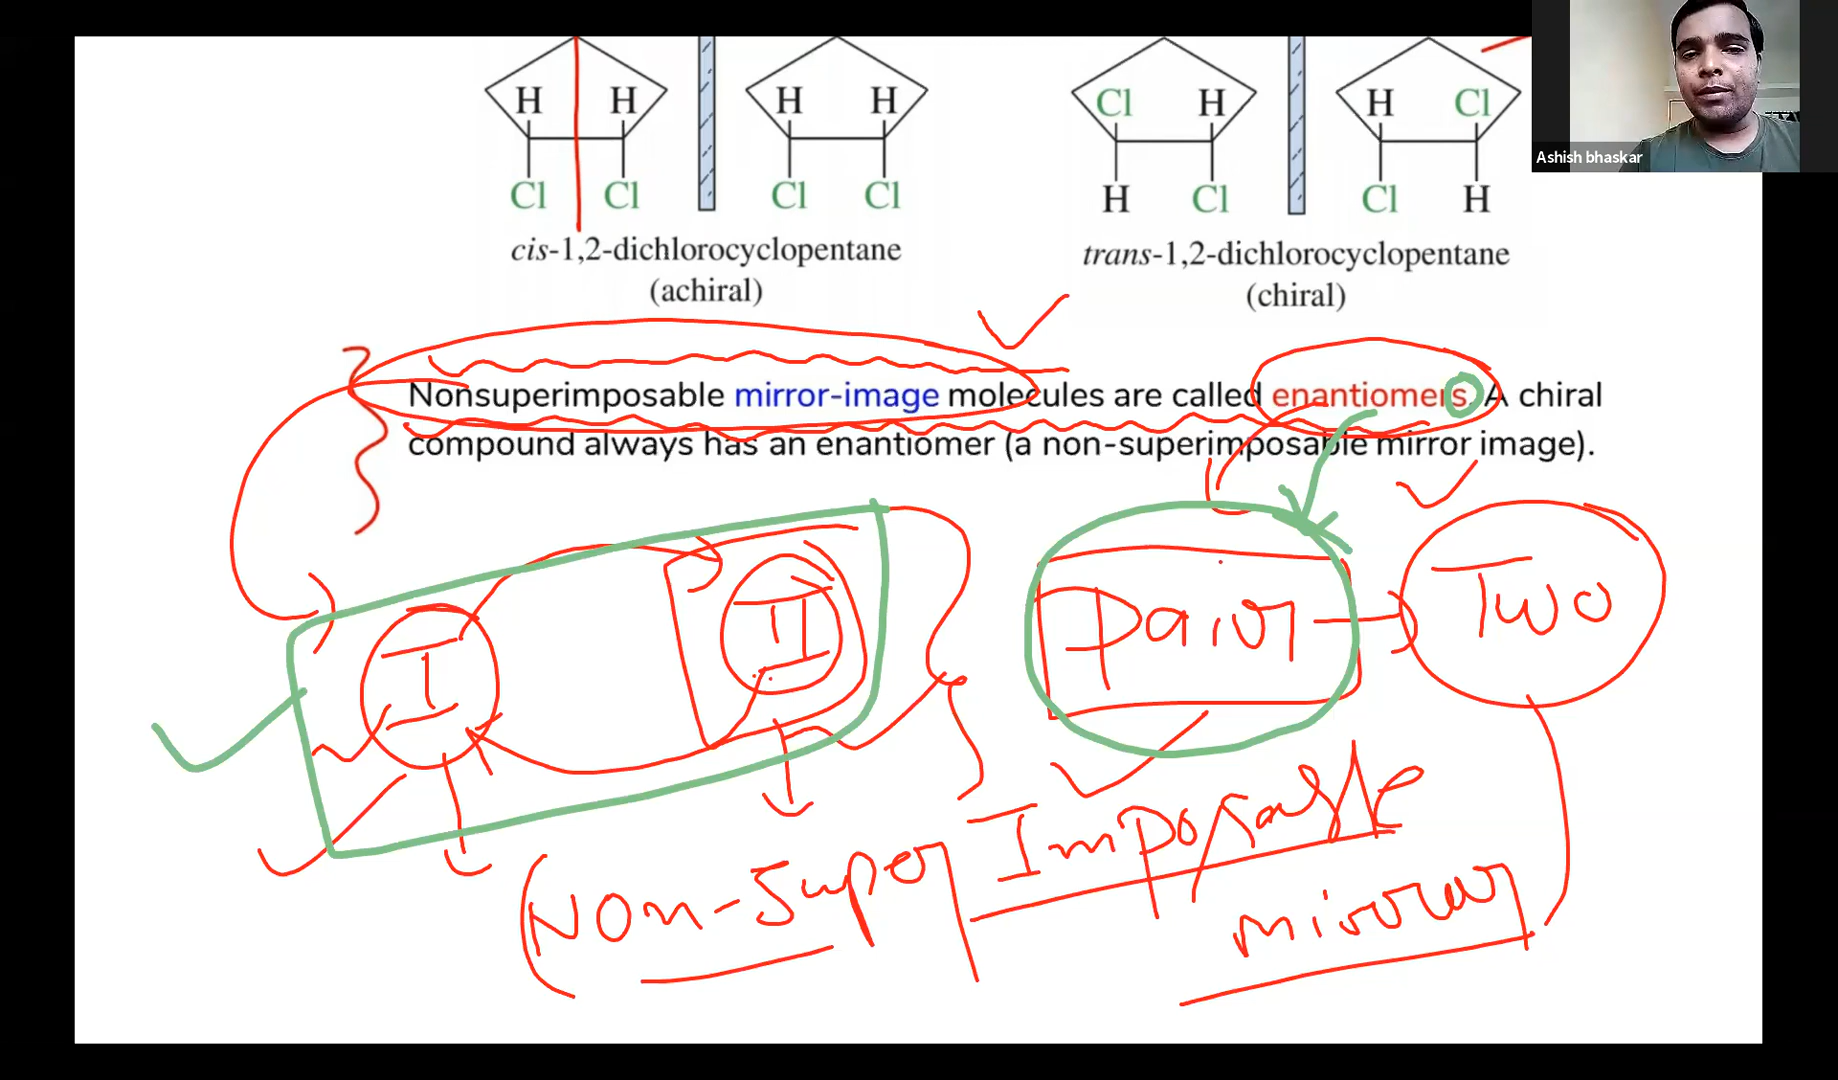 H H
Cl Cl
H H
Cl Cl
Cl H
H Cl
H Cl
Cl H
Ashish bhaskar
cis-1,2-dichlorocyclopentane
(achiral)
trans-1,2-dichlorocyclopentane
(chiral)
Nonsuperimposable mirror-image molecules are called enantiomers. A chiral
compound always has an enantiomer (a non-superimposable mirror image).
I
II
pair
Two
(Non-Super Imposable
mirror